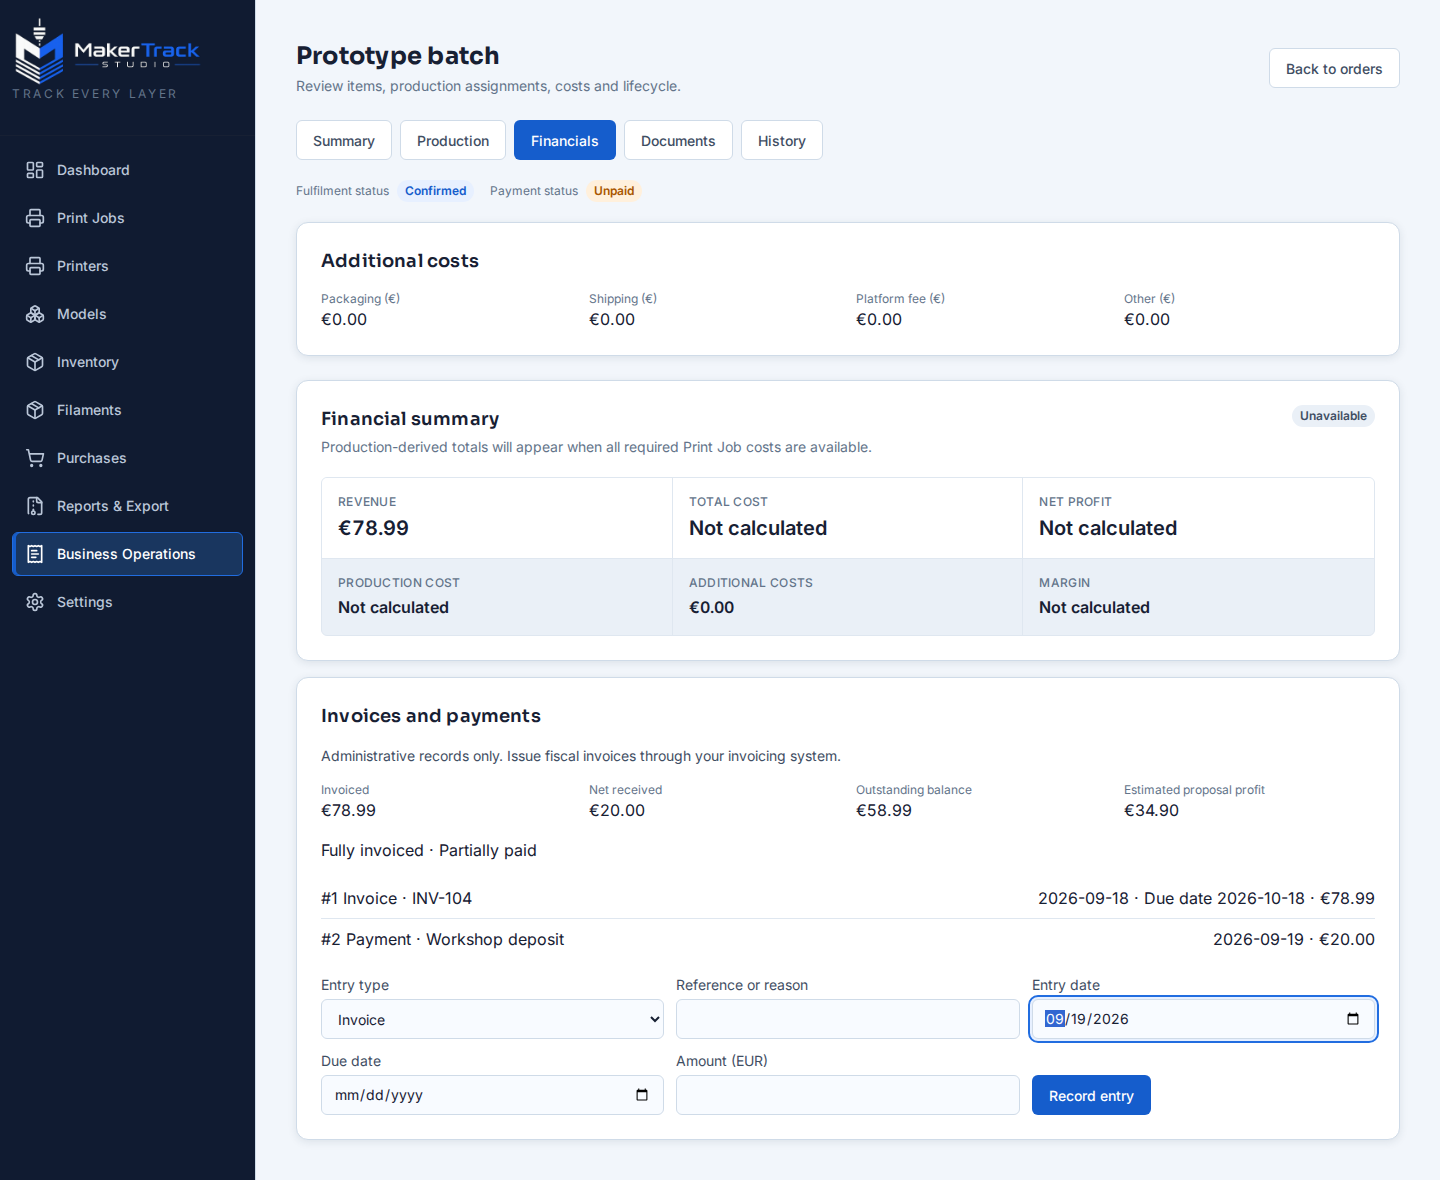 MakerTrack
STUDIO
TRACK EVERY LAYER
Dashboard
Print Jobs
Printers
Models
Inventory
Filaments
Purchases
Reports & Export
Business Operations
Settings
Prototype batch
Review items, production assignments, costs and lifecycle.
Back to orders
Summary
Production
Financials
Documents
History
Fulfilment status Confirmed Payment status Unpaid
Additional costs
Packaging (€) Shipping (€) Platform fee (€) Other (€)
€0.00 €0.00 €0.00 €0.00
Financial summary
Unavailable
Production-derived totals will appear when all required Print Job costs are available.
REVENUE TOTAL COST NET PROFIT
€78.99 Not calculated Not calculated
PRODUCTION COST ADDITIONAL COSTS MARGIN
Not calculated €0.00 Not calculated
Invoices and payments
Administrative records only. Issue fiscal invoices through your invoicing system.
Invoiced Net received Outstanding balance Estimated proposal profit
€78.99 €20.00 €58.99 €34.90
Fully invoiced · Partially paid
#1 Invoice · INV-104 2026-09-18 · Due date 2026-10-18 · €78.99
#2 Payment · Workshop deposit 2026-09-19 · €20.00
Entry type Reference or reason Entry date
Invoice 09/19/2026
Due date Amount (EUR)
mm/dd/yyyy Record entry